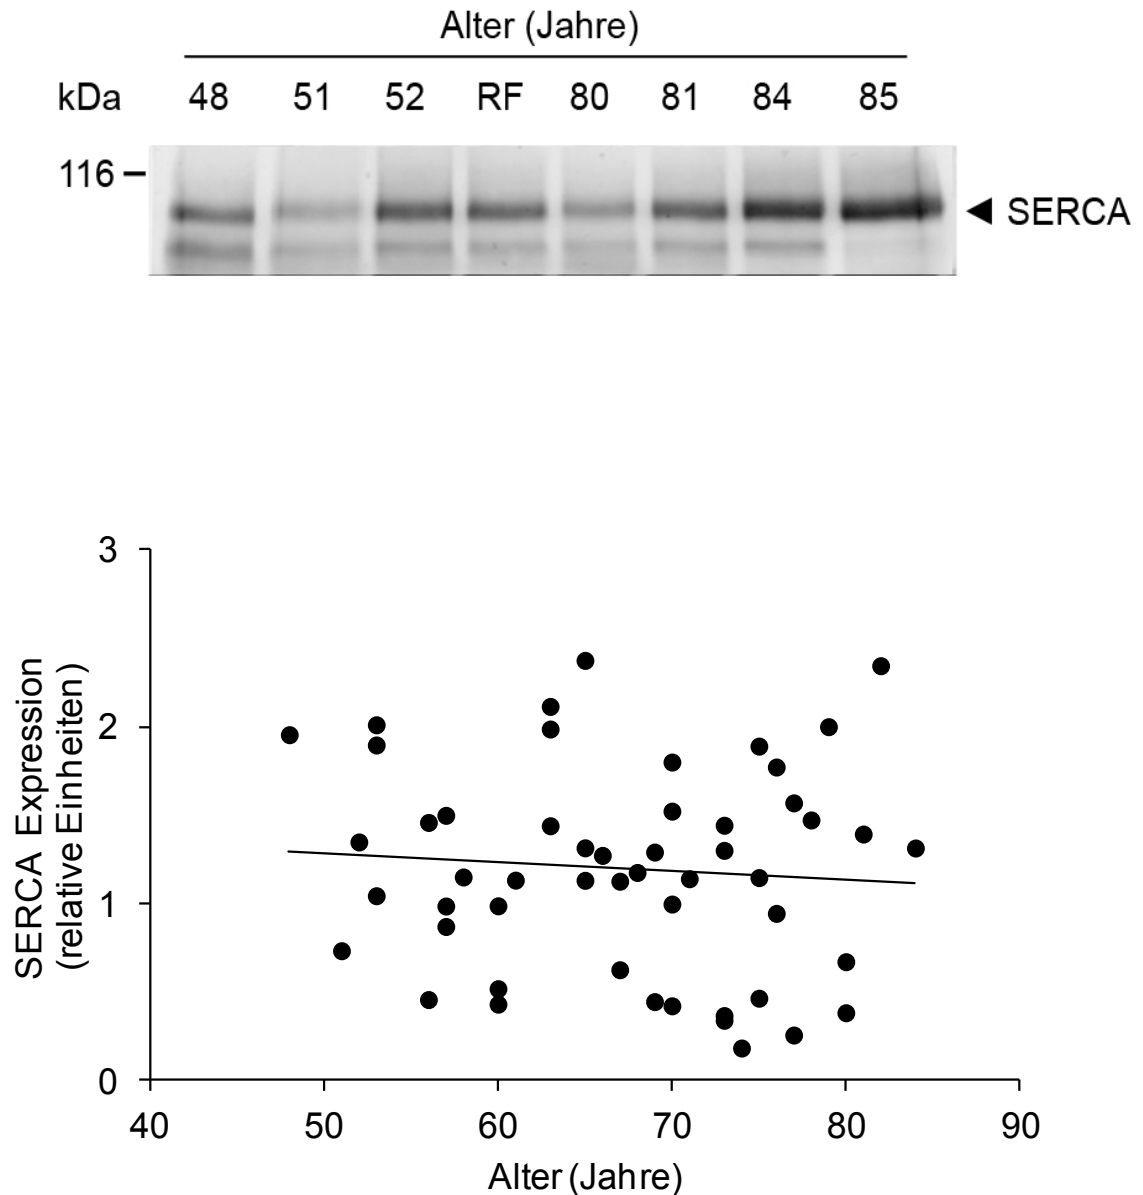 Alter (Jahre)
kDa 48 51 52 RF 80 81 84 85
116
SERCA
3
2
1
0
SERCA Expression
(relative Einheiten)
40 50 60 70 80 90
Alter (Jahre)